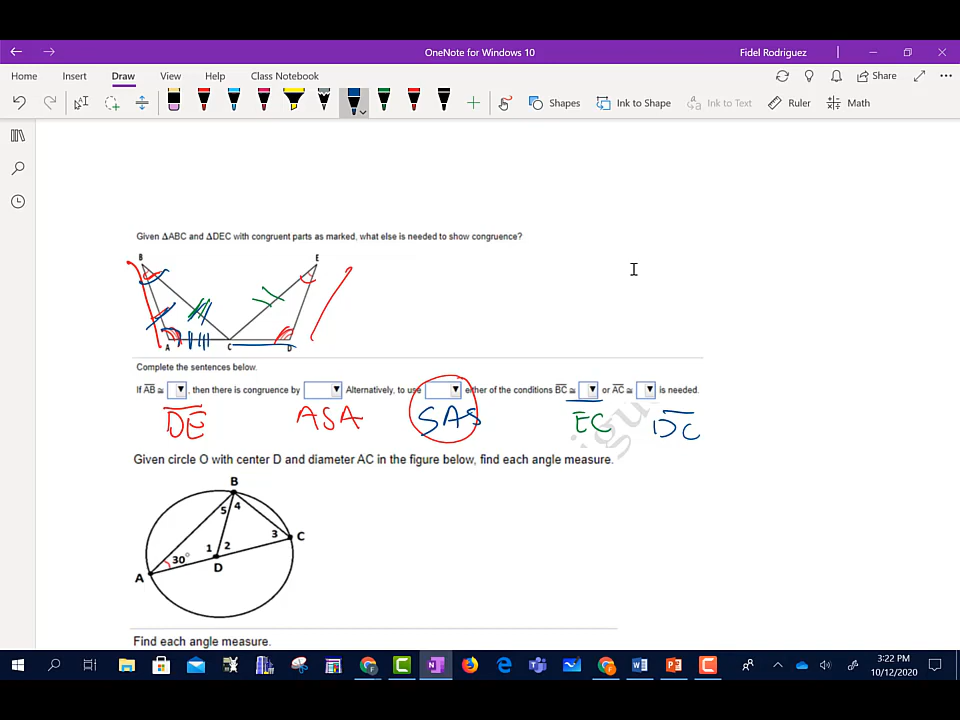 OneNote for Windows 10
Fidel Rodriguez
Home Insert Draw View Help Class Notebook
Share
Shapes
Ink to Shape
Ink to Text
Ruler
Math
Given ΔABC and ΔDEC with congruent parts as marked, what else is needed to show congruence?
B E
A C D
Complete the sentences below.
If AB ≅ , then there is congruence by Alternatively, to use either of the conditions BC ≅ or AC ≅ is needed.
DE ASA SAS EC DC
Given circle O with center D and diameter AC in the figure below, find each angle measure.
B
5 4
3 C
1 2
30°
A D
Find each angle measure.
3:22 PM
10/12/2020